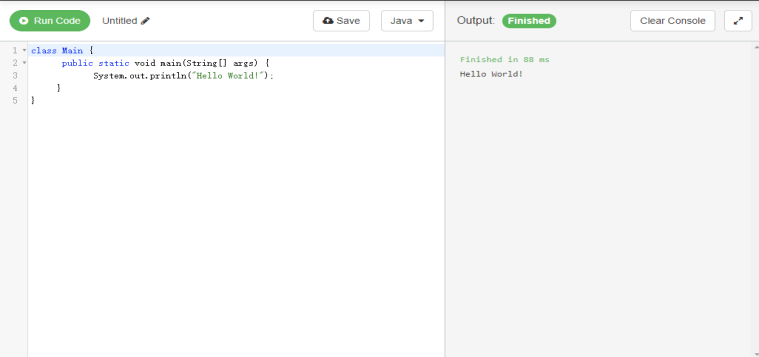 Run Code Untitled Save Java Output: Finished Clear Console
1 class Main {
2 public static void main(String[] args) {
3 System.out.println("Hello World!");
4 }
5 }
Finished in 88 ms
Hello World!